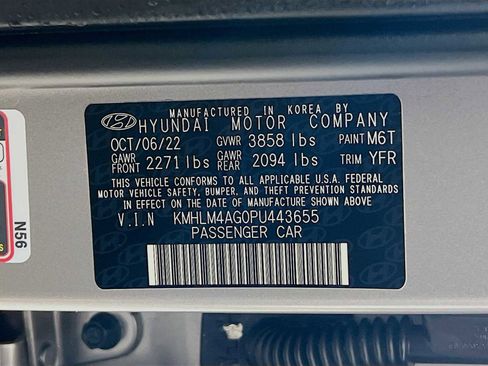 MANUFACTURED IN KOREA BY
HYUNDAI MOTOR COMPANY
OCT/06/22 GVWR 3858 lbs PAINT M6T
GAWR FRONT 2271 lbs GAWR REAR 2094 lbs TRIM YFR
THIS VEHICLE CONFORMS TO ALL APPLICABLE U.S.A. FEDERAL
MOTOR VEHICLE SAFETY, BUMPER, AND THEFT PREVENTION STANDARDS
IN EFFECT ON THE DATE OF MANUFACTURE SHOWN ABOVE
V.I.N KMHLM4AG0PU443655
PASSENGER CAR
N56